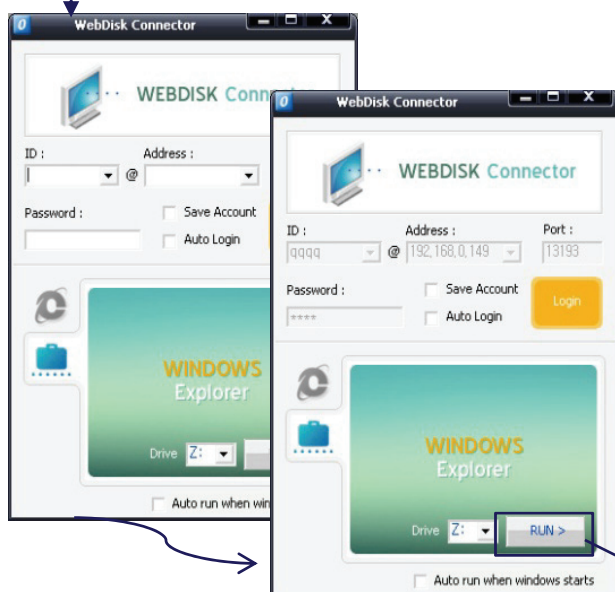 WebDisk Connector
WEBDISK Conn
ID :
Address :
@
Password :
Save Account
Auto Login
WINDOWS
Explorer
Drive Z:
Auto run when win
WebDisk Connector
WEBDISK Connector
ID :
Address :
Port :
qqqq @ 192,168,0,149 13193
Password :
Save Account
****
Auto Login
Login
WINDOWS
Explorer
Drive Z: RUN >
Auto run when windows starts